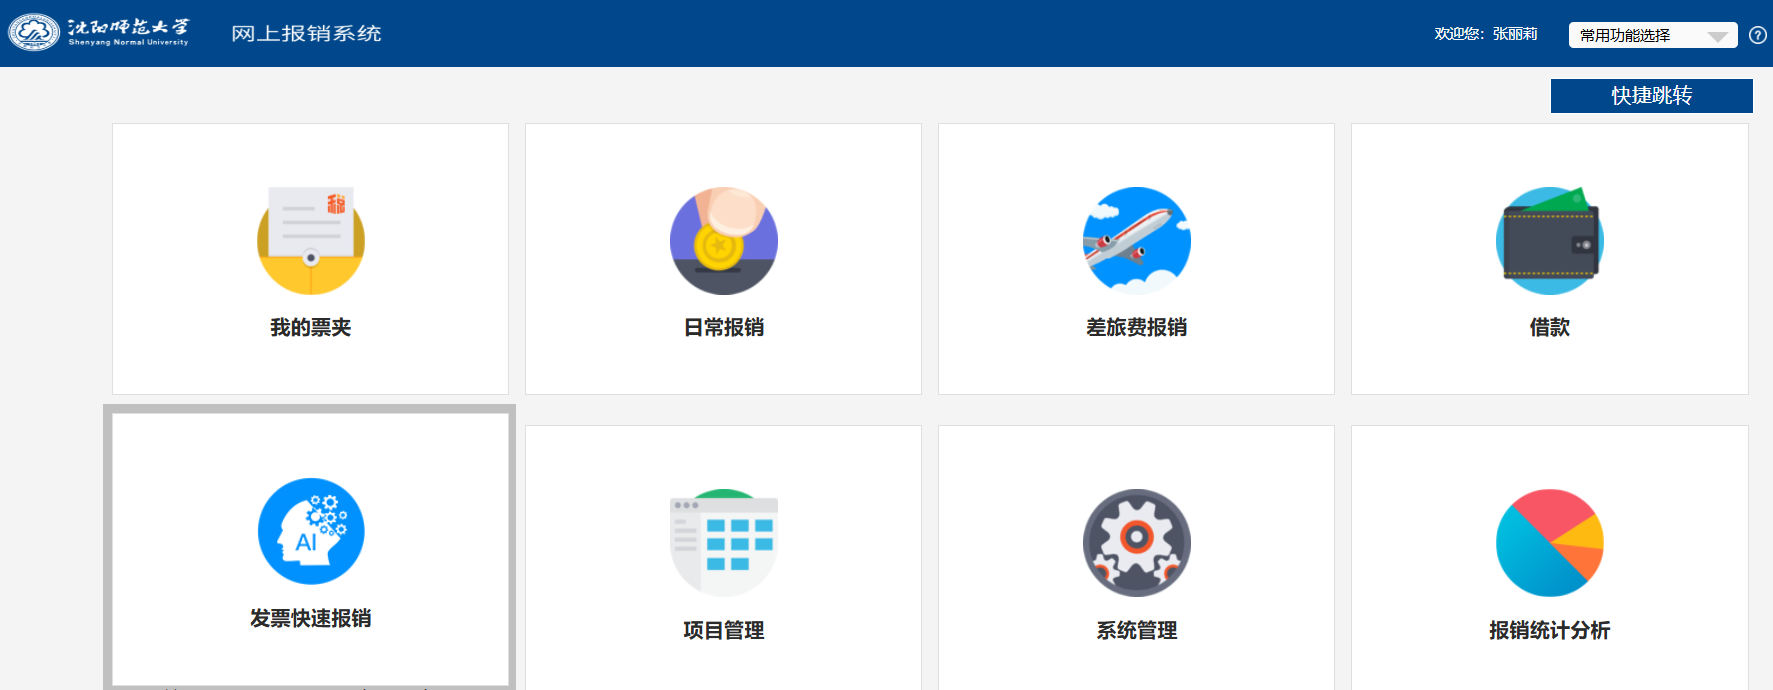 沈阳师范大学
Shenyang Normal University
网上报销系统
欢迎您：张丽莉
常用功能选择
?
快捷跳转
税
我的票夹
日常报销
差旅费报销
借款
AI
发票快速报销
项目管理
系统管理
报销统计分析